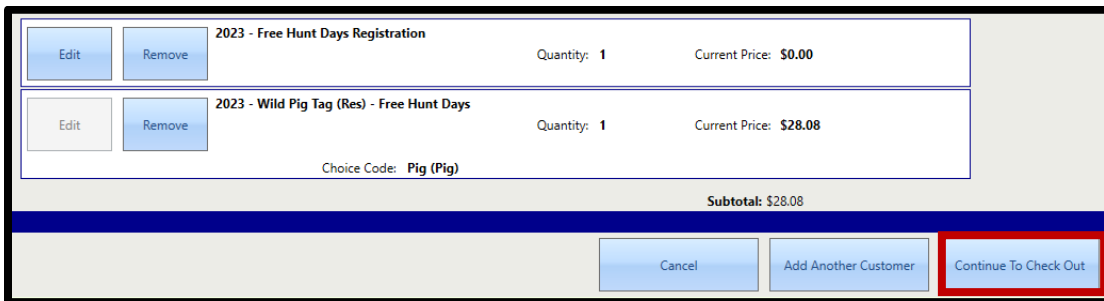 2023 - Free Hunt Days Registration
Edit Remove Quantity: 1 Current Price: $0.00
2023 - Wild Pig Tag (Res) - Free Hunt Days
Edit Remove Quantity: 1 Current Price: $28.08
Choice Code: Pig (Pig)
Subtotal: $28.08
Cancel Add Another Customer Continue To Check Out